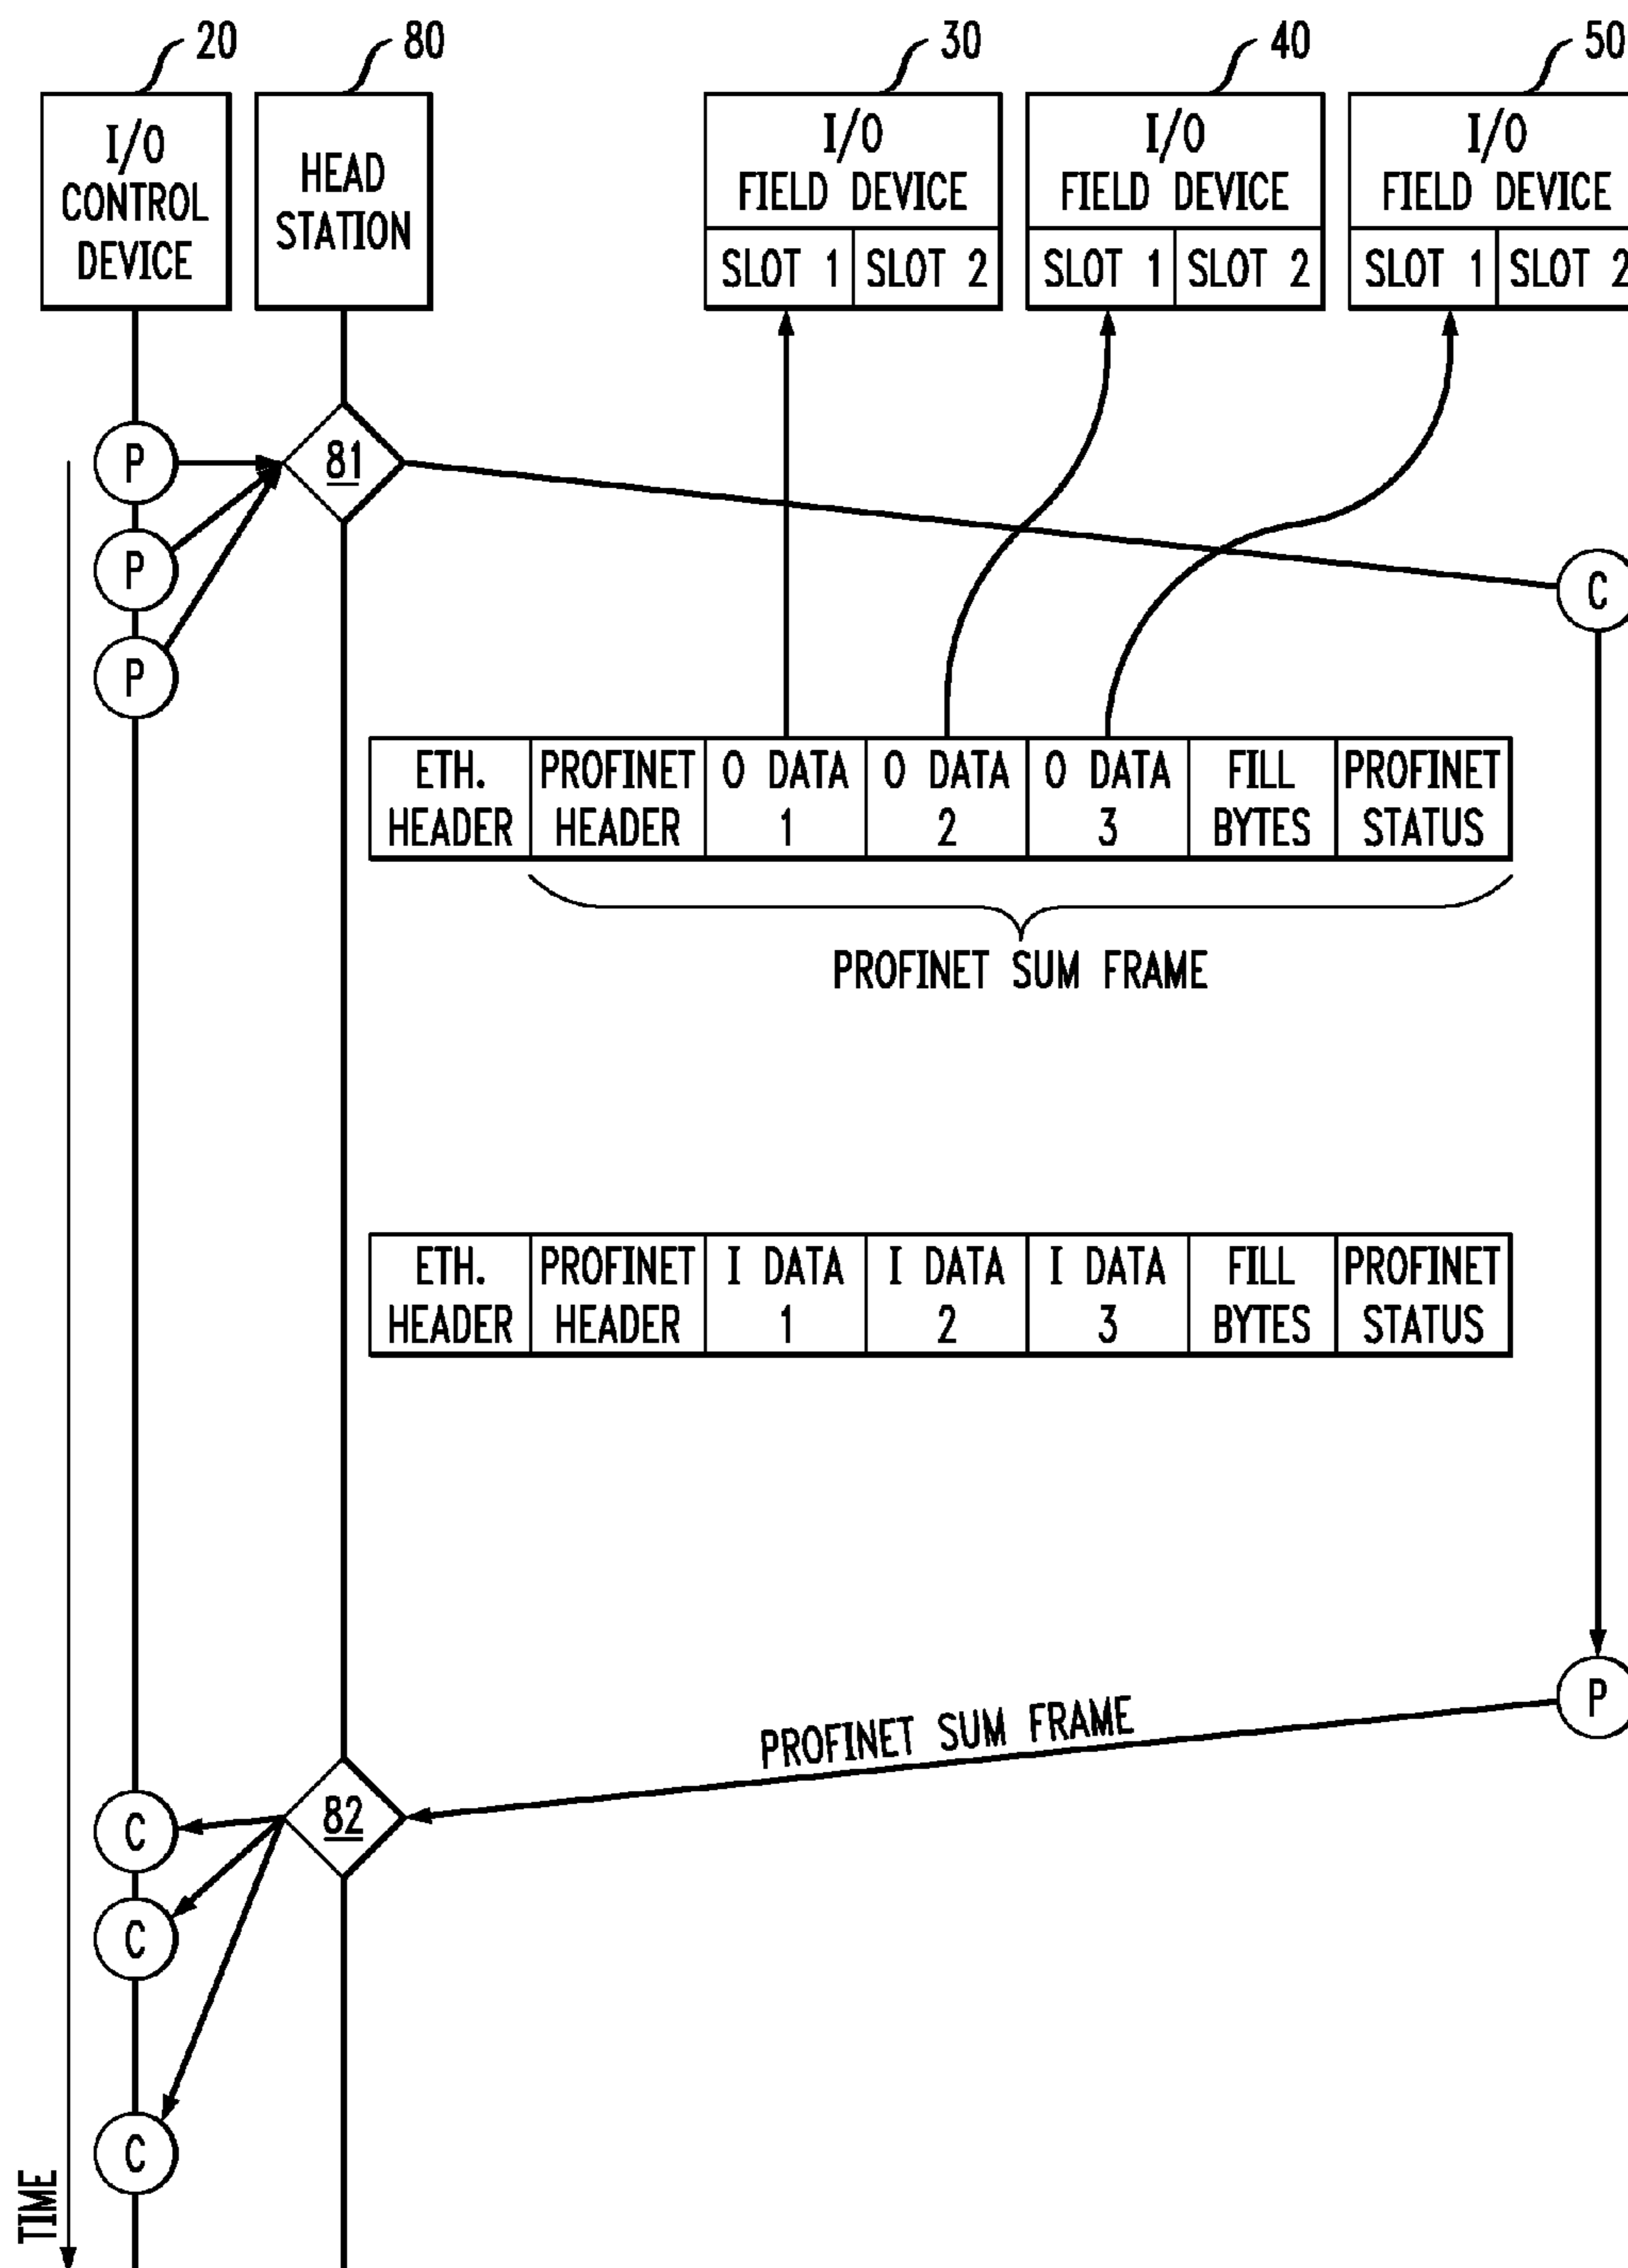 20
80
30
40
50
I/O
CONTROL
DEVICE
HEAD
STATION
I/O
FIELD DEVICE
SLOT 1
SLOT 2
I/O
FIELD DEVICE
SLOT 1
SLOT 2
I/O
FIELD DEVICE
SLOT 1
SLOT 2
P
81
P
C
P
ETH.
HEADER
PROFINET
HEADER
O DATA
1
O DATA
2
O DATA
3
FILL
BYTES
PROFINET
STATUS
PROFINET SUM FRAME
ETH.
HEADER
PROFINET
HEADER
I DATA
1
I DATA
2
I DATA
3
FILL
BYTES
PROFINET
STATUS
P
PROFINET SUM FRAME
82
C
C
C
TIME